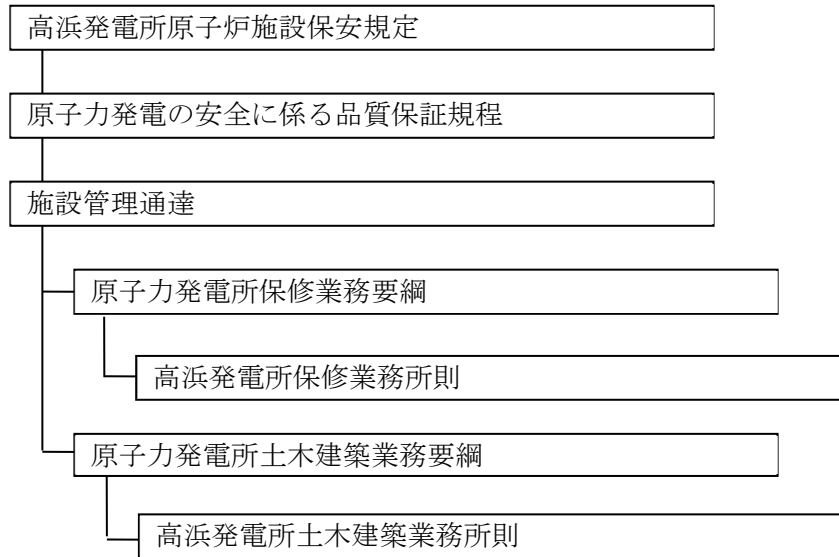 高浜発電所原子炉施設保安規定
原子力発電の安全に係る品質保証規程
施設管理通達
原子力発電所保修業務要綱
高浜発電所保修業務所則
原子力発電所土木建築業務要綱
高浜発電所土木建築業務所則